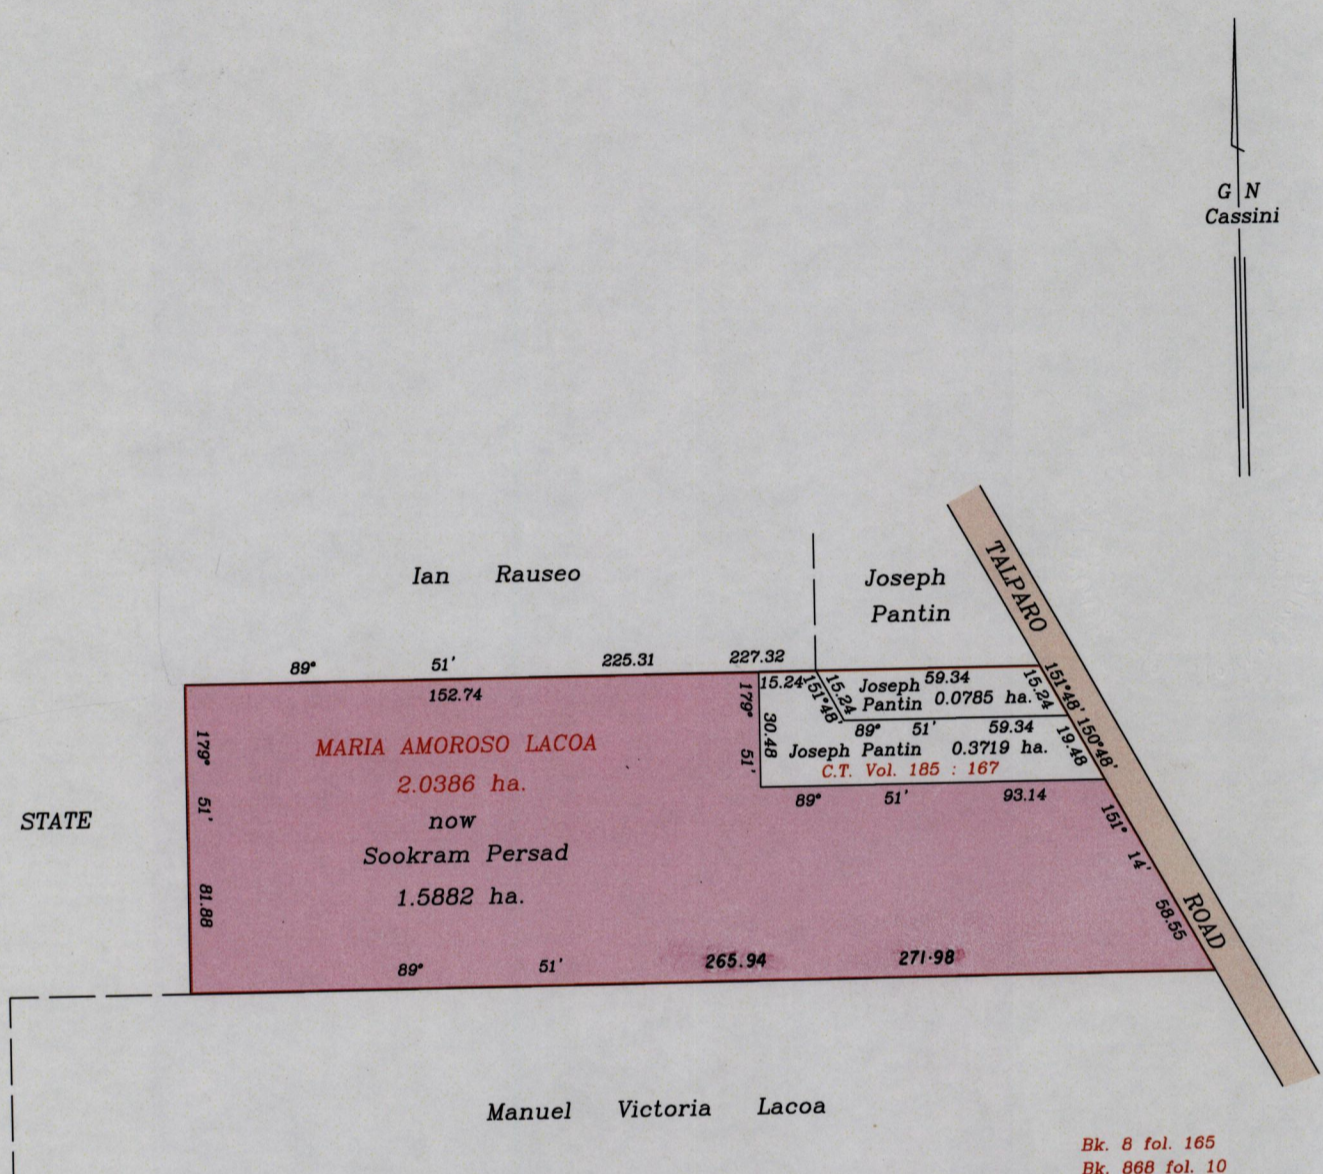 G N
Cassini
TALPARO ROAD
Ian Rauseo
Joseph
Pantin
89° 51' 225.31 227.32
152.74
15.24
151°48'
15.24
Joseph 59.34
Pantin 0.0785 ha.
15.24
151°48'
89° 51' 59.34
179° 51'
30.48
Joseph Pantin 0.3719 ha.
C.T. Vol. 185 : 167
19.48
150°48'
89° 51' 93.14
MARIA AMOROSO LACOA
2.0386 ha.
now
Sookram Persad
1.5882 ha.
STATE
179° 51' 81.88
151° 14' 58.55
89° 51' 265.94 271·98
Manuel Victoria Lacoa
Bk. 8 fol. 165
Bk. 868 fol. 10